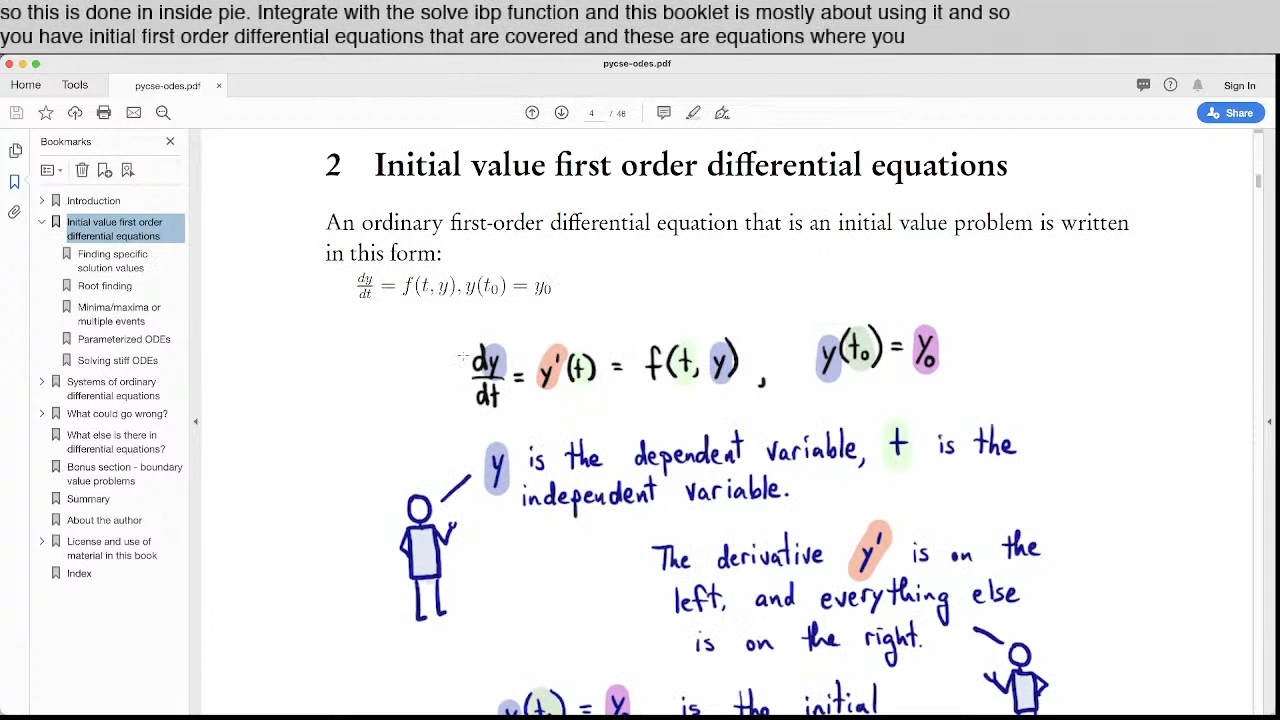 so this is done in inside pie. Integrate with the solve ibp function and this booklet is mostly about using it and so
you have initial first order differential equations that are covered and these are equations where you
pycse-odes.pdf
Home Tools pycse-odes.pdf × Sign In
4 / 48 Share
Bookmarks
Introduction
Initial value first order
differential equations
Finding specific
solution values
Root finding
Minima/maxima or
multiple events
Parameterized ODEs
Solving stiff ODEs
Systems of ordinary
differential equations
What could go wrong?
What else is there in
differential equations?
Bonus section - boundary
value problems
Summary
About the author
License and use of
material in this book
Index
2 Initial value first order differential equations
An ordinary first-order differential equation that is an initial value problem is written
in this form:
dy/dt = f(t, y), y(t₀) = y₀
dy/dt = y'(t) = f(t, y) , y(t₀) = y₀
y is the dependent variable, t is the
independent variable.
The derivative y' is on the
left, and everything else
is on the right.
y(t₀) = y₀ is the initial